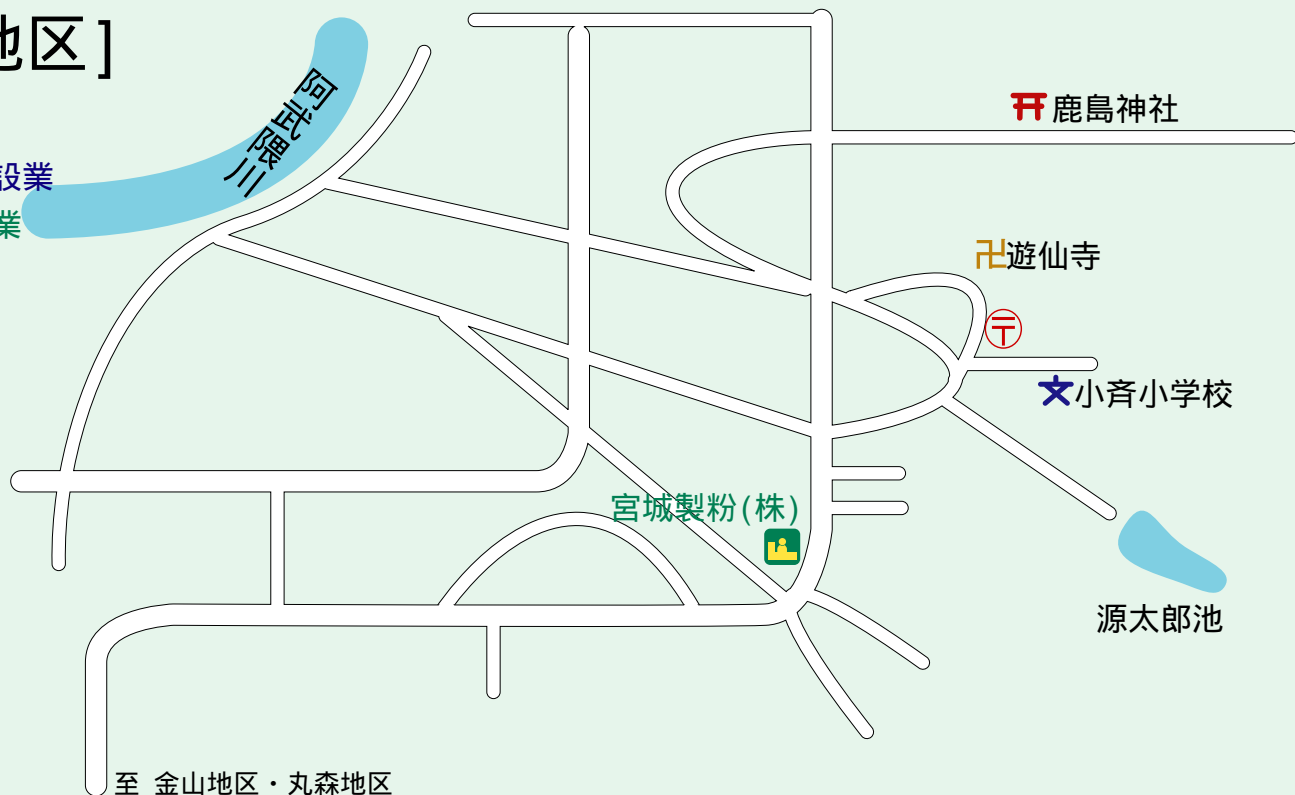 地区]
阿武隈川
鹿島神社
設業
業
遊仙寺
小斉小学校
宮城製粉(株)
源太郎池
至 金山地区・丸森地区